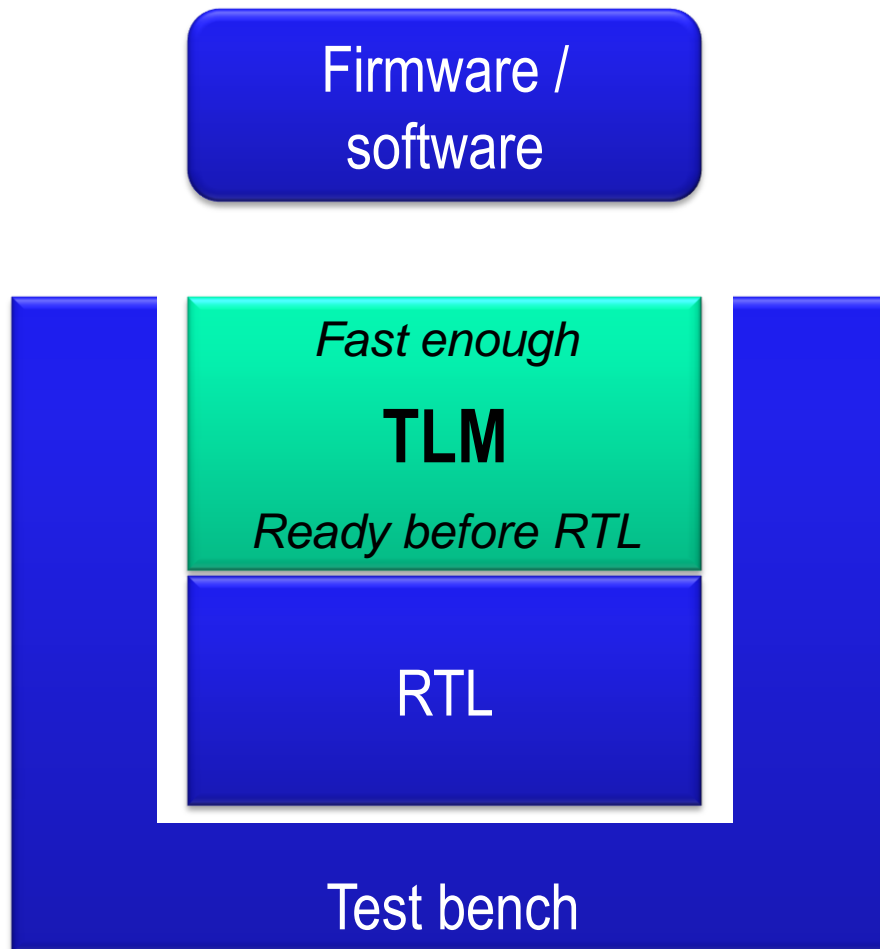 Firmware /
software
Fast enough
TLM
Ready before RTL
RTL
Test bench